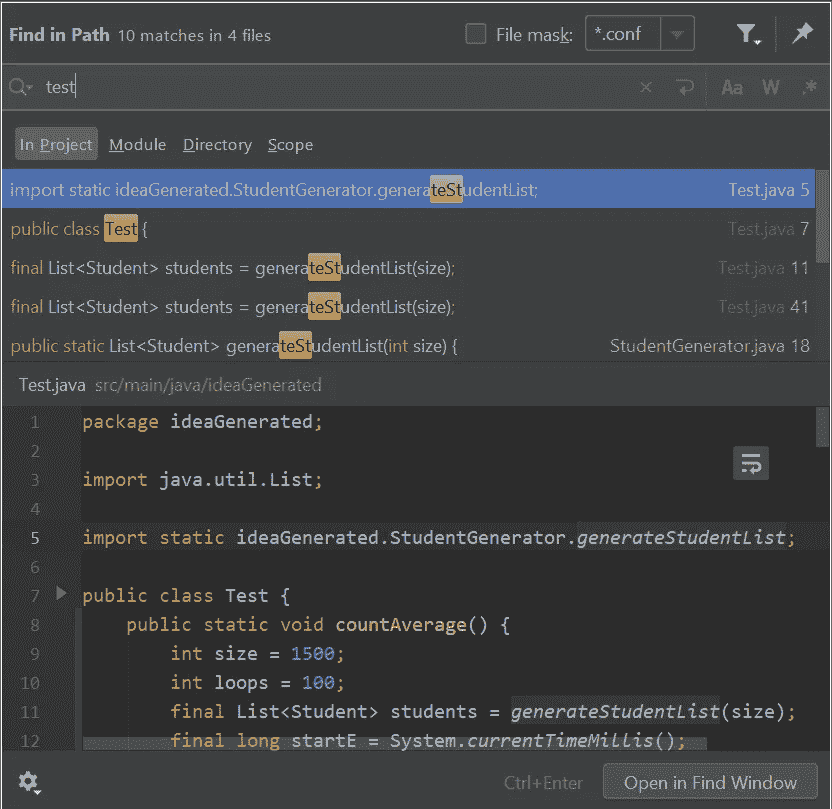 Find in Path 10 matches in 4 files File mask: *.conf
test Aa W .*
In Project Module Directory Scope
import static ideaGenerated.StudentGenerator.generateStudentList; Test.java 5
public class Test { Test.java 7
final List<Student> students = generateStudentList(size); Test.java 11
final List<Student> students = generateStudentList(size); Test.java 41
public static List<Student> generateStudentList(int size) { StudentGenerator.java 18
Test.java src/main/java/ideaGenerated
1 package ideaGenerated;
2
3 import java.util.List;
4
5 import static ideaGenerated.StudentGenerator.generateStudentList;
6
7 public class Test {
8 public static void countAverage() {
9 int size = 1500;
10 int loops = 100;
11 final List<Student> students = generateStudentList(size);
12 final long startE = System.currentTimeMillis();
Ctrl+Enter Open in Find Window